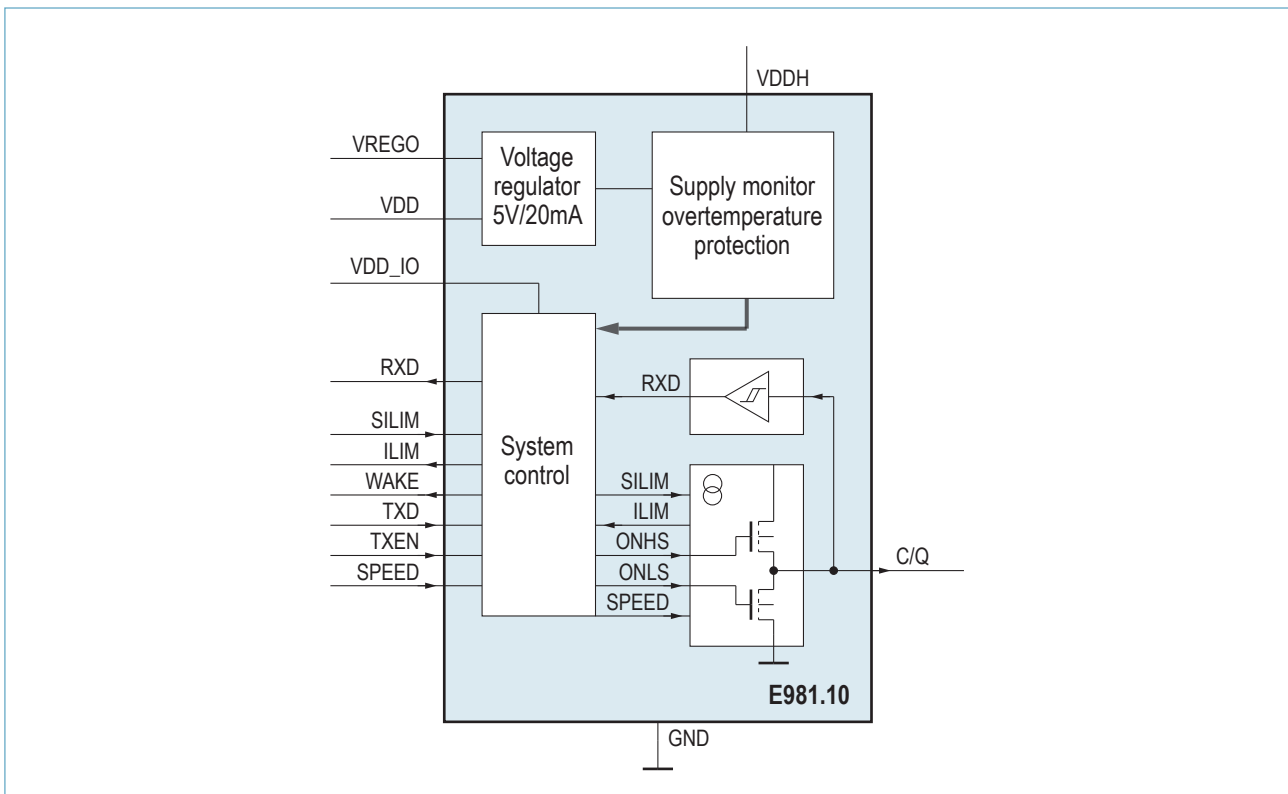 VDDH
VREGO
Voltage
regulator
5V/20mA
VDD
Supply monitor
overtemperature
protection
VDD_IO
RXD
RXD
SILIM
ILIM
WAKE
TXD
TXEN
SPEED
System
control
SILIM
ILIM
ONHS
ONLS
SPEED
C/Q
E981.10
GND